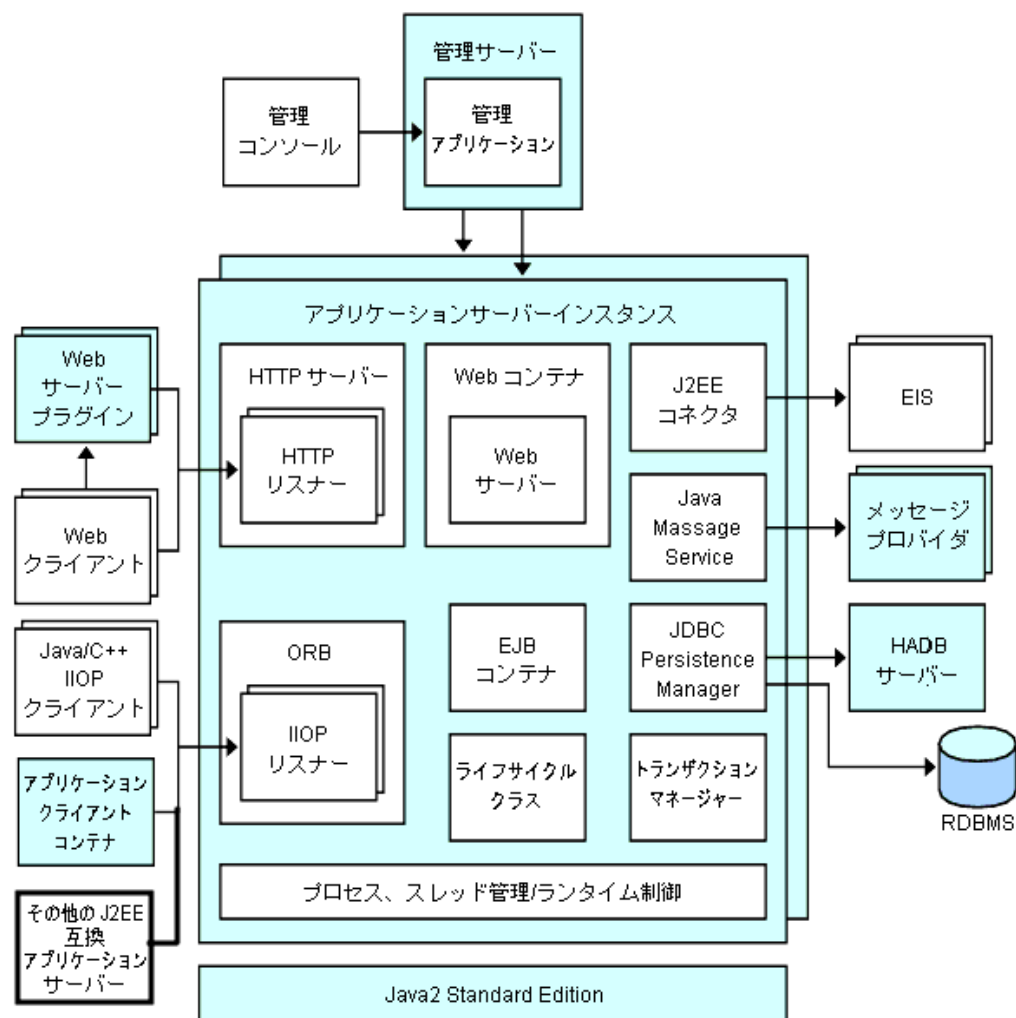 管理サーバー
管理
コンソール
管理
アプリケーション
アプリケーションサーバーインスタンス
Web
サーバー
プラグイン
HTTP サーバー
HTTP
リスナー
Web コンテナ
Web
サーバー
J2EE
コネクタ
EIS
Web
クライアント
Java
Massage
Service
メッセージ
プロバイダ
Java/C++
IIOP
クライアント
ORB
IIOP
リスナー
EJB
コンテナ
JDBC
Persistence
Manager
HADB
サーバー
アプリケーション
クライアント
コンテナ
ライフサイクル
クラス
トランザクション
マネージャー
RDBMS
プロセス、スレッド管理/ランタイム制御
その他の J2EE
互換
アプリケーション
サーバー
Java2 Standard Edition